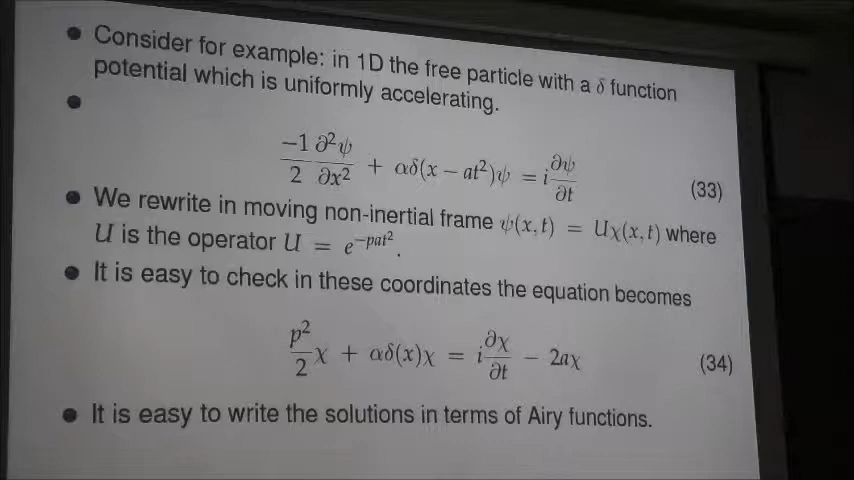 Consider for example: in 1D the free particle with a δ function
potential which is uniformly accelerating.
-1/2 ∂²ψ/∂x² + αδ(x − at²)ψ = i ∂ψ/∂t (33)
We rewrite in moving non-inertial frame ψ(x, t) = Uχ(x, t) where
U is the operator U = e^{−pat²}.
It is easy to check in these coordinates the equation becomes
p²/2 χ + αδ(x)χ = i ∂χ/∂t − 2aχ (34)
It is easy to write the solutions in terms of Airy functions.